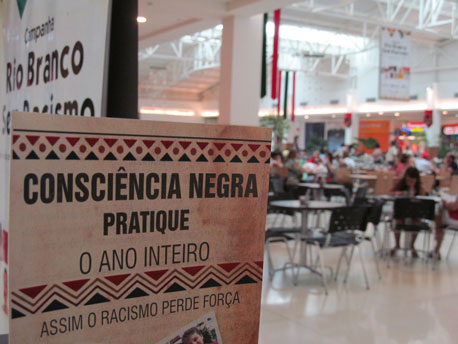 Campanha
Rio Branco
Racismo
CONSCIÊNCIA NEGRA
PRATIQUE
O ANO INTEIRO
ASSIM O RACISMO PERDE FORÇA